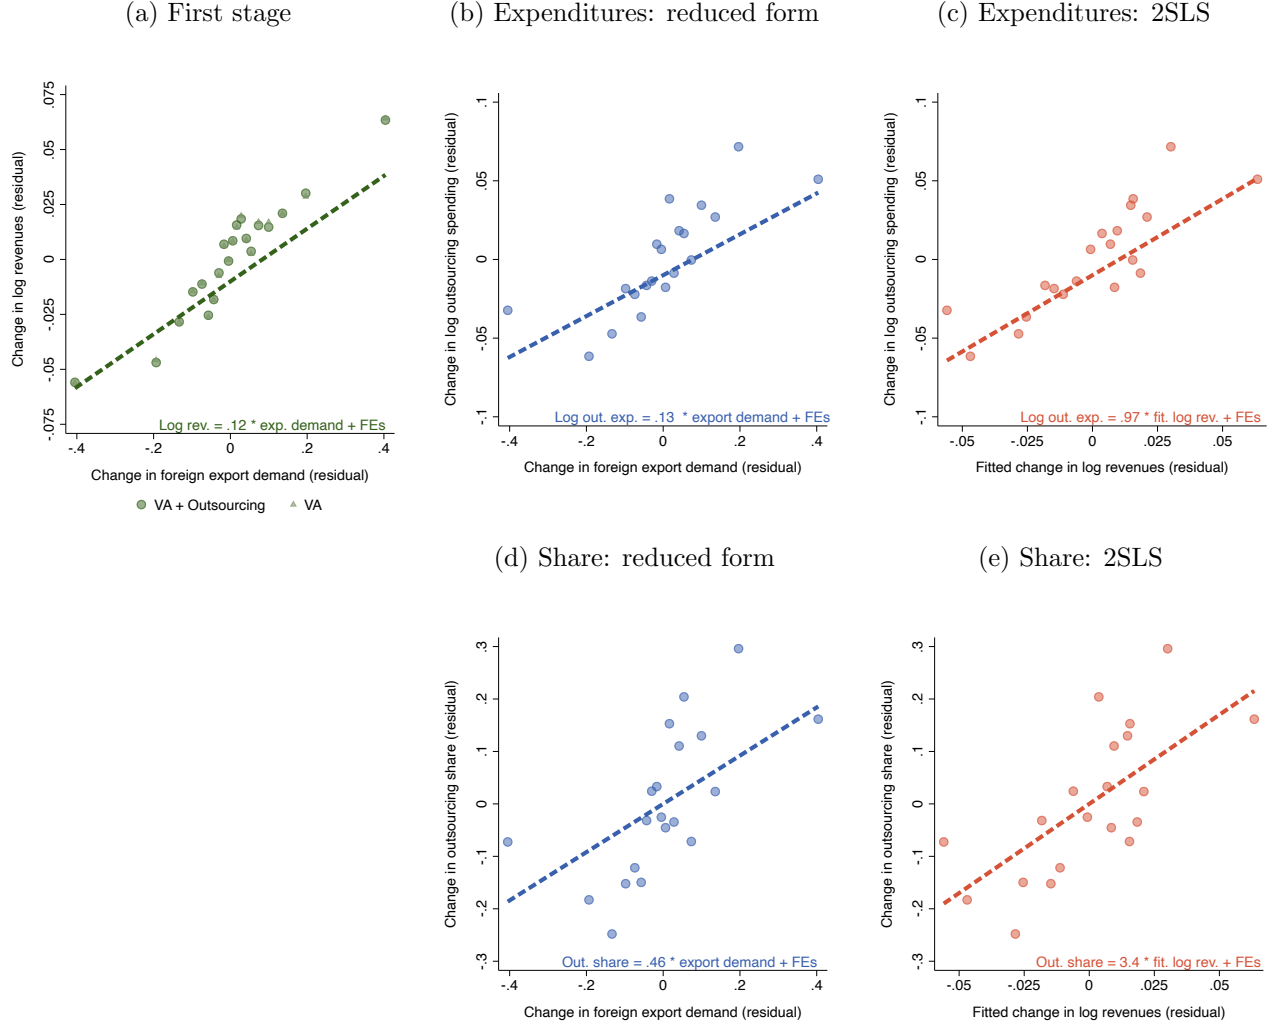 (a) First stage
(b) Expenditures: reduced form
(c) Expenditures: 2SLS
Change in log revenues (residual)
.075
.05
.025
0
-.025
-.05
-.075
Log rev. = .12 * exp. demand + FEs
-.4 -.2 0 .2 .4
Change in foreign export demand (residual)
VA + Outsourcing VA
Change in log outsourcing spending (residual)
.1
.05
0
-.05
-.1
Log out. exp. = .13 * export demand + FEs
-.4 -.2 0 .2 .4
Change in foreign export demand (residual)
Change in log outsourcing spending (residual)
.1
.05
0
-.05
-.1
Log out. exp. = .97 * fit. log rev. + FEs
-.05 -.025 0 .025 .05
Fitted change in log revenues (residual)
(d) Share: reduced form
(e) Share: 2SLS
Change in outsourcing share (residual)
.3
.2
.1
0
-.1
-.2
-.3
Out. share = .46 * export demand + FEs
-.4 -.2 0 .2 .4
Change in foreign export demand (residual)
Change in outsourcing share (residual)
.3
.2
.1
0
-.1
-.2
-.3
Out. share = 3.4 * fit. log rev. + FEs
-.05 -.025 0 .025 .05
Fitted change in log revenues (residual)